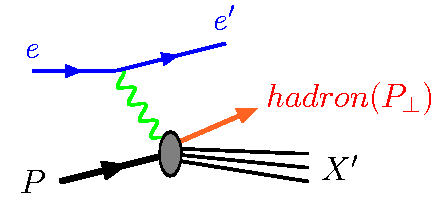 e
e′
hadron(P⊥)
P
X′